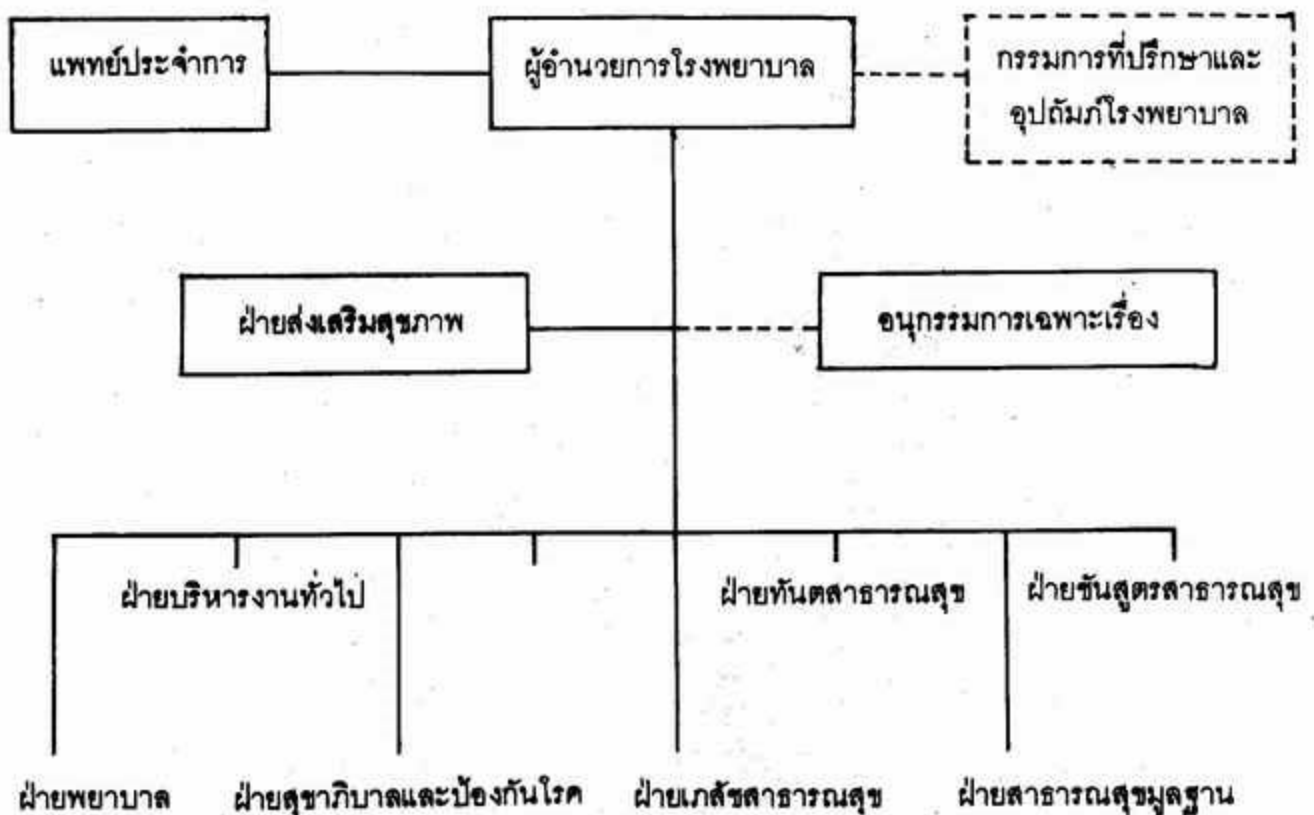 แพทย์ประจำการ
ผู้อำนวยการโรงพยาบาล
กรรมการที่ปรึกษาและ
อุปถัมภ์โรงพยาบาล
ฝ่ายส่งเสริมสุขภาพ
อนุกรรมการเฉพาะเรื่อง
ฝ่ายบริหารงานทั่วไป
ฝ่ายทันตสาธารณสุข
ฝ่ายชันสูตรสาธารณสุข
ฝ่ายพยาบาล
ฝ่ายสุขาภิบาลและป้องกันโรค
ฝ่ายเภสัชสาธารณสุข
ฝ่ายสาธารณสุขมูลฐาน